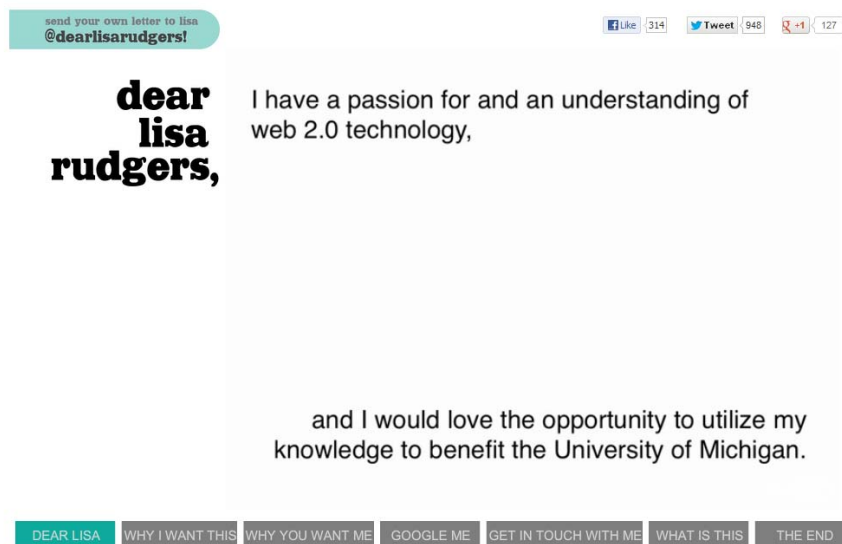 send your own letter to lisa
@dearlisarudgers!
Like 314 Tweet 948 +1 127
dear
lisa
rudgers,
I have a passion for and an understanding of
web 2.0 technology,
and I would love the opportunity to utilize my
knowledge to benefit the University of Michigan.
DEAR LISA WHY I WANT THIS WHY YOU WANT ME GOOGLE ME GET IN TOUCH WITH ME WHAT IS THIS THE END